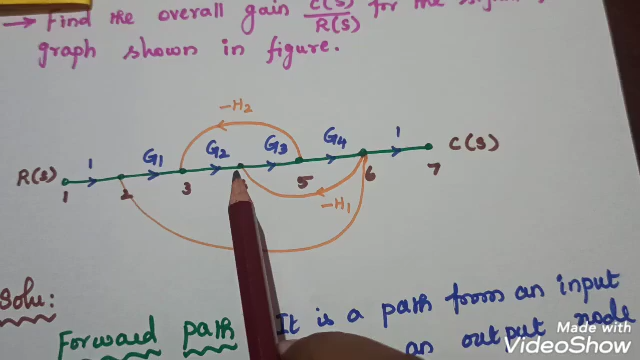 → Find the overall gain C(S)/R(S) for the
graph shown in figure.
-H2
R(S) 1 G1 G2 G3 G4 1 C(S)
1 2 3 5 6 7
-H1
Solu:
Forward path It is a path from an input
an output node
Made with
VideoShow